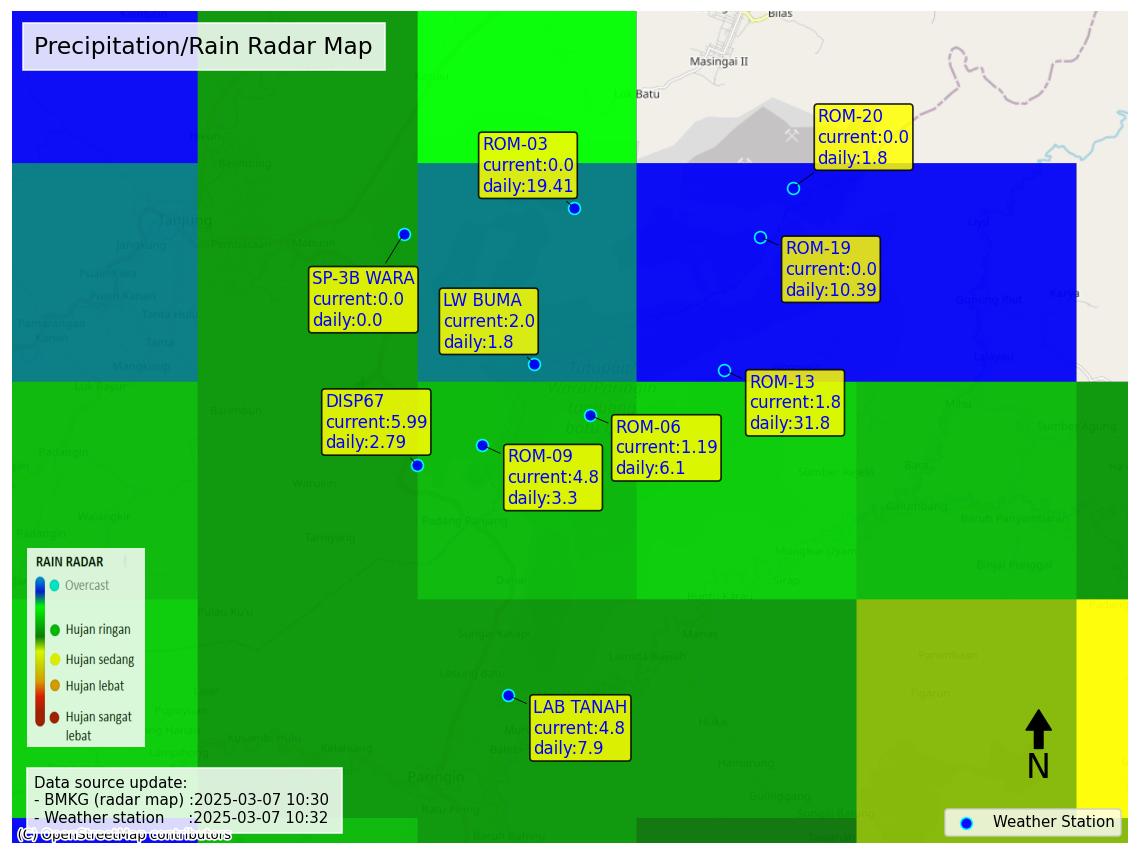 Precipitation/Rain Radar Map
Bilas
Masingai II
Batu
ROM-20
current:0.0
daily:1.8
ROM-03
current:0.0
daily:19.41
Tanjung
ROM-19
current:0.0
daily:10.39
SP-3B WARA
current:0.0
daily:0.0
LW BUMA
current:2.0
daily:1.8
Karya
ROM-13
current:1.8
daily:31.8
DISP67
current:5.99
daily:2.79
ROM-06
current:1.19
daily:6.1
ROM-09
current:4.8
daily:3.3
Padang Panjang
RAIN RADAR
Overcast
Hujan ringan
Hujan sedang
Hujan lebat
Hujan sangat
lebat
LAB TANAH
current:4.8
daily:7.9
Paringin
N
Data source update:
- BMKG (radar map) :2025-03-07 10:30
- Weather station :2025-03-07 10:32
(C) OpenStreetMap contributors
Weather Station